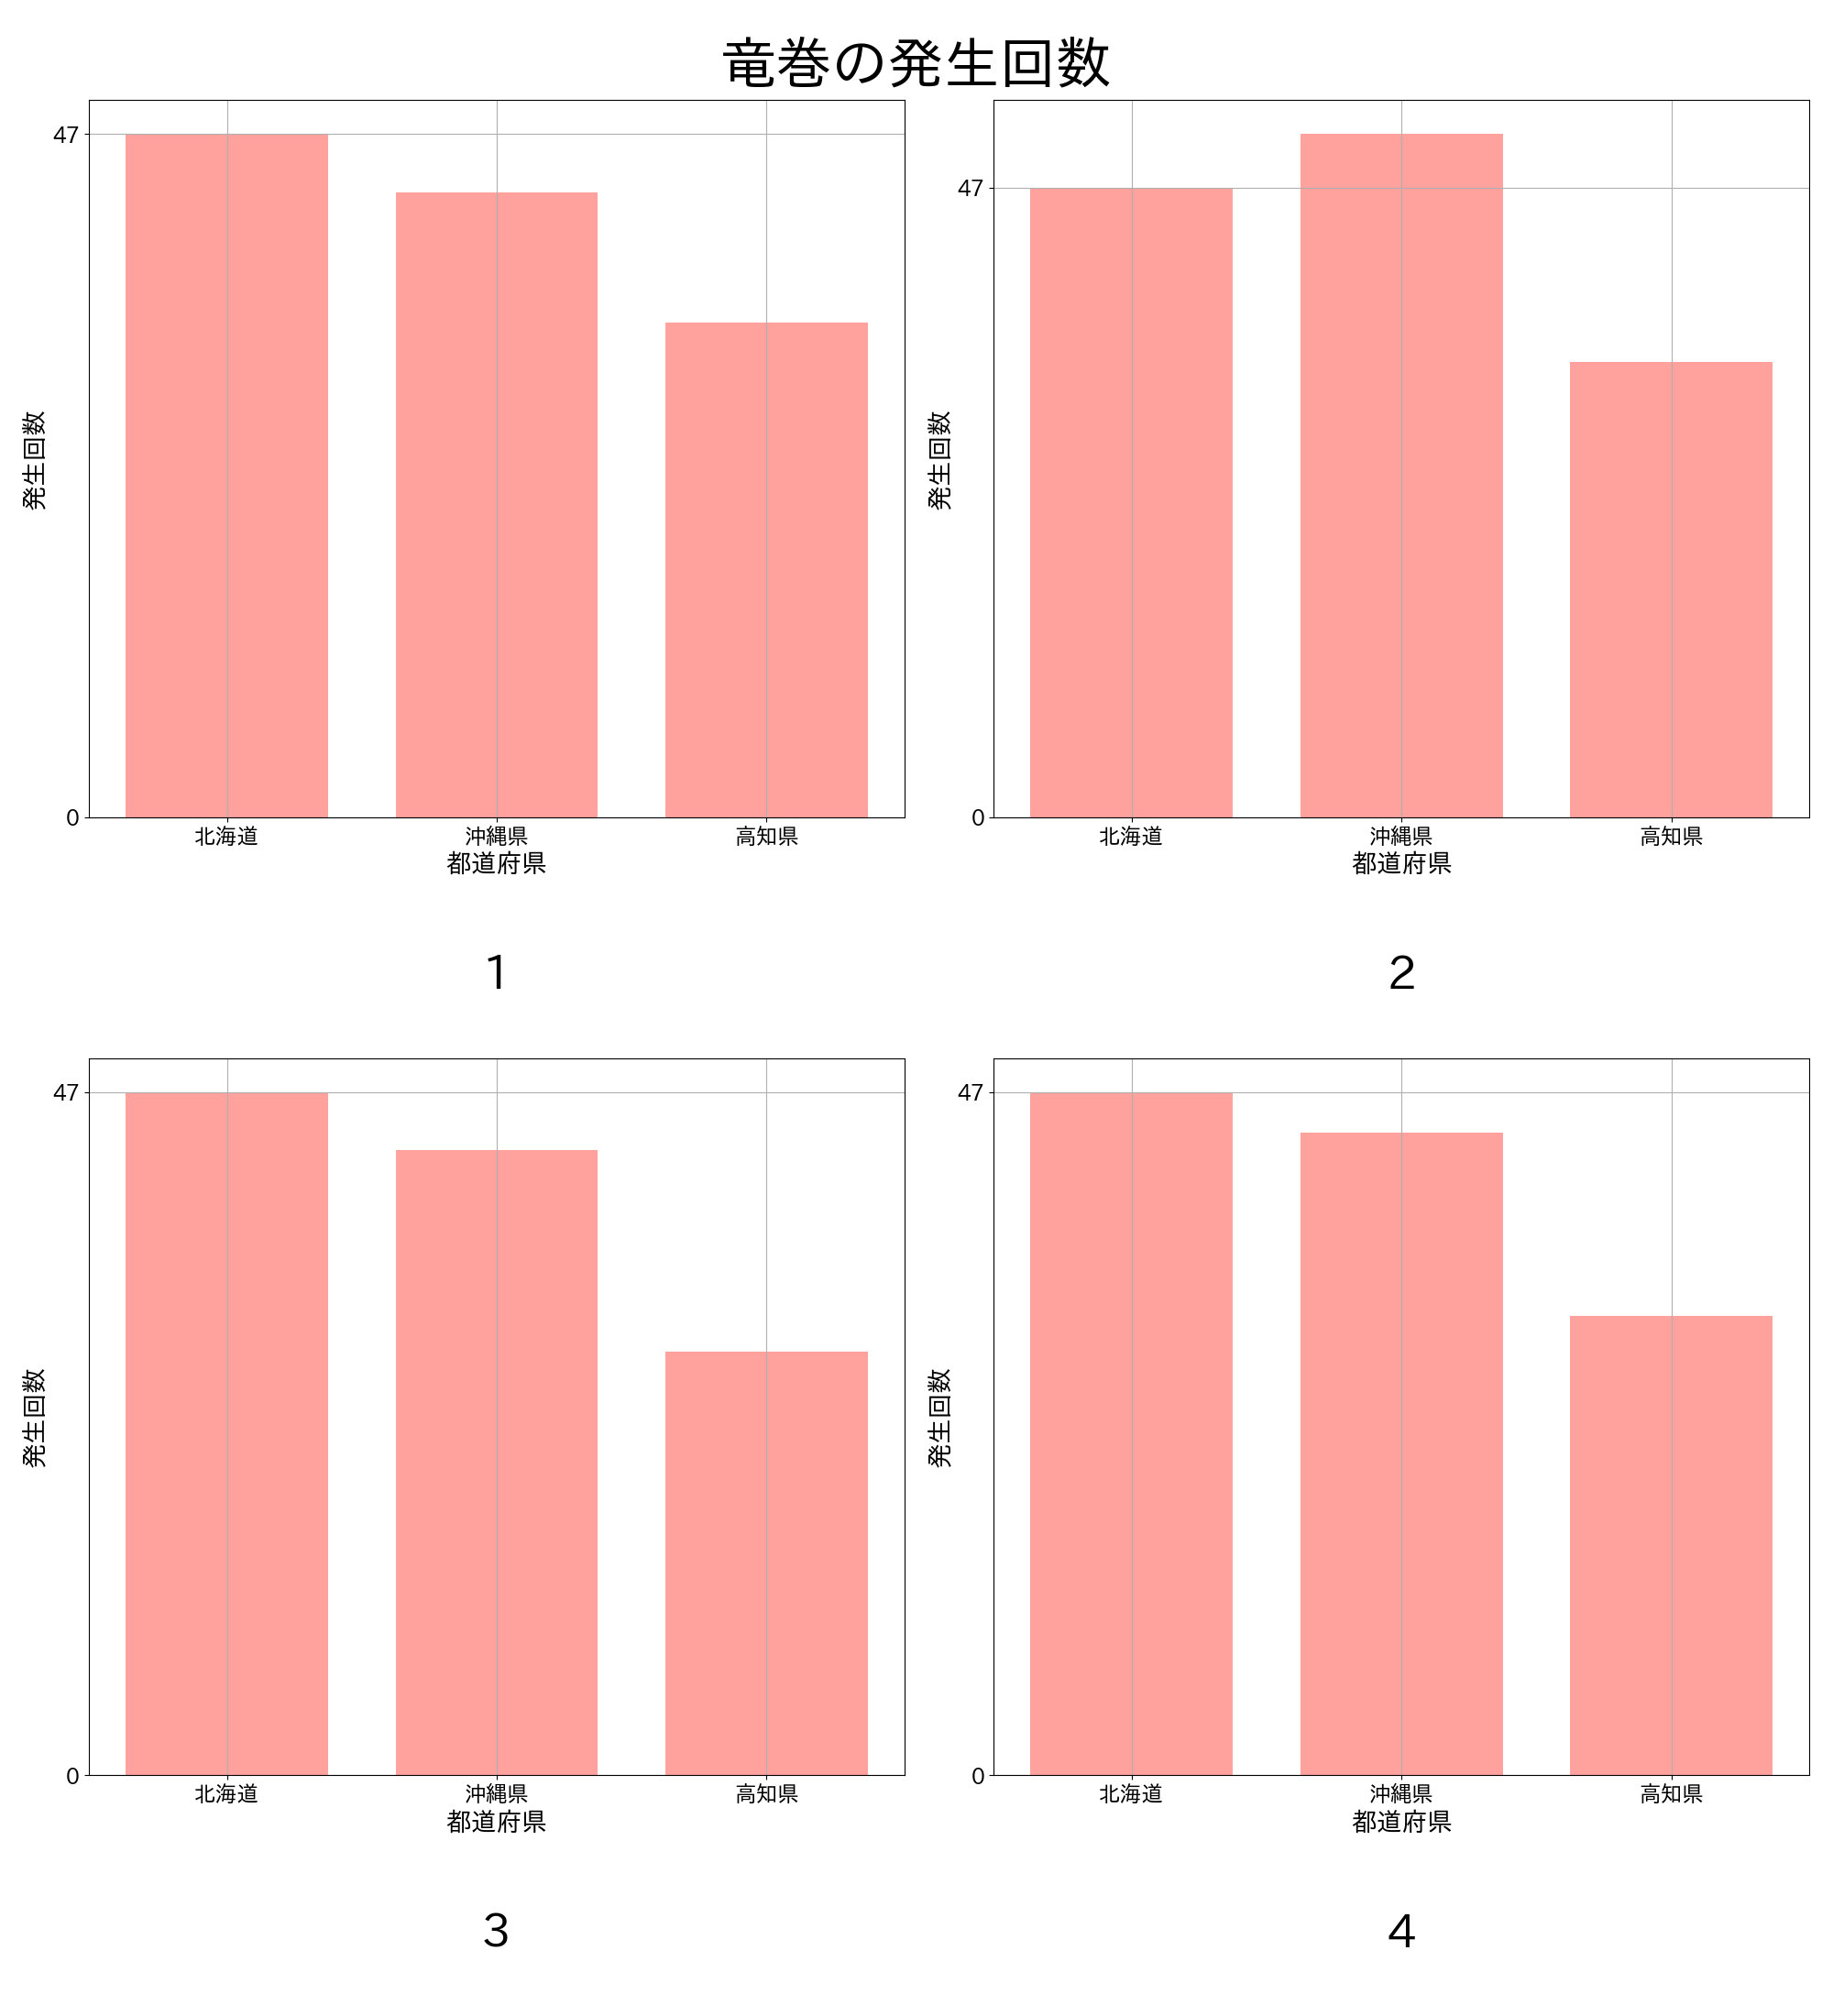 竜巻の発生回数
47
0
発生回数
北海道 沖縄県 高知県
都道府県
1
47
0
発生回数
北海道 沖縄県 高知県
都道府県
2
47
0
発生回数
北海道 沖縄県 高知県
都道府県
3
47
0
発生回数
北海道 沖縄県 高知県
都道府県
4